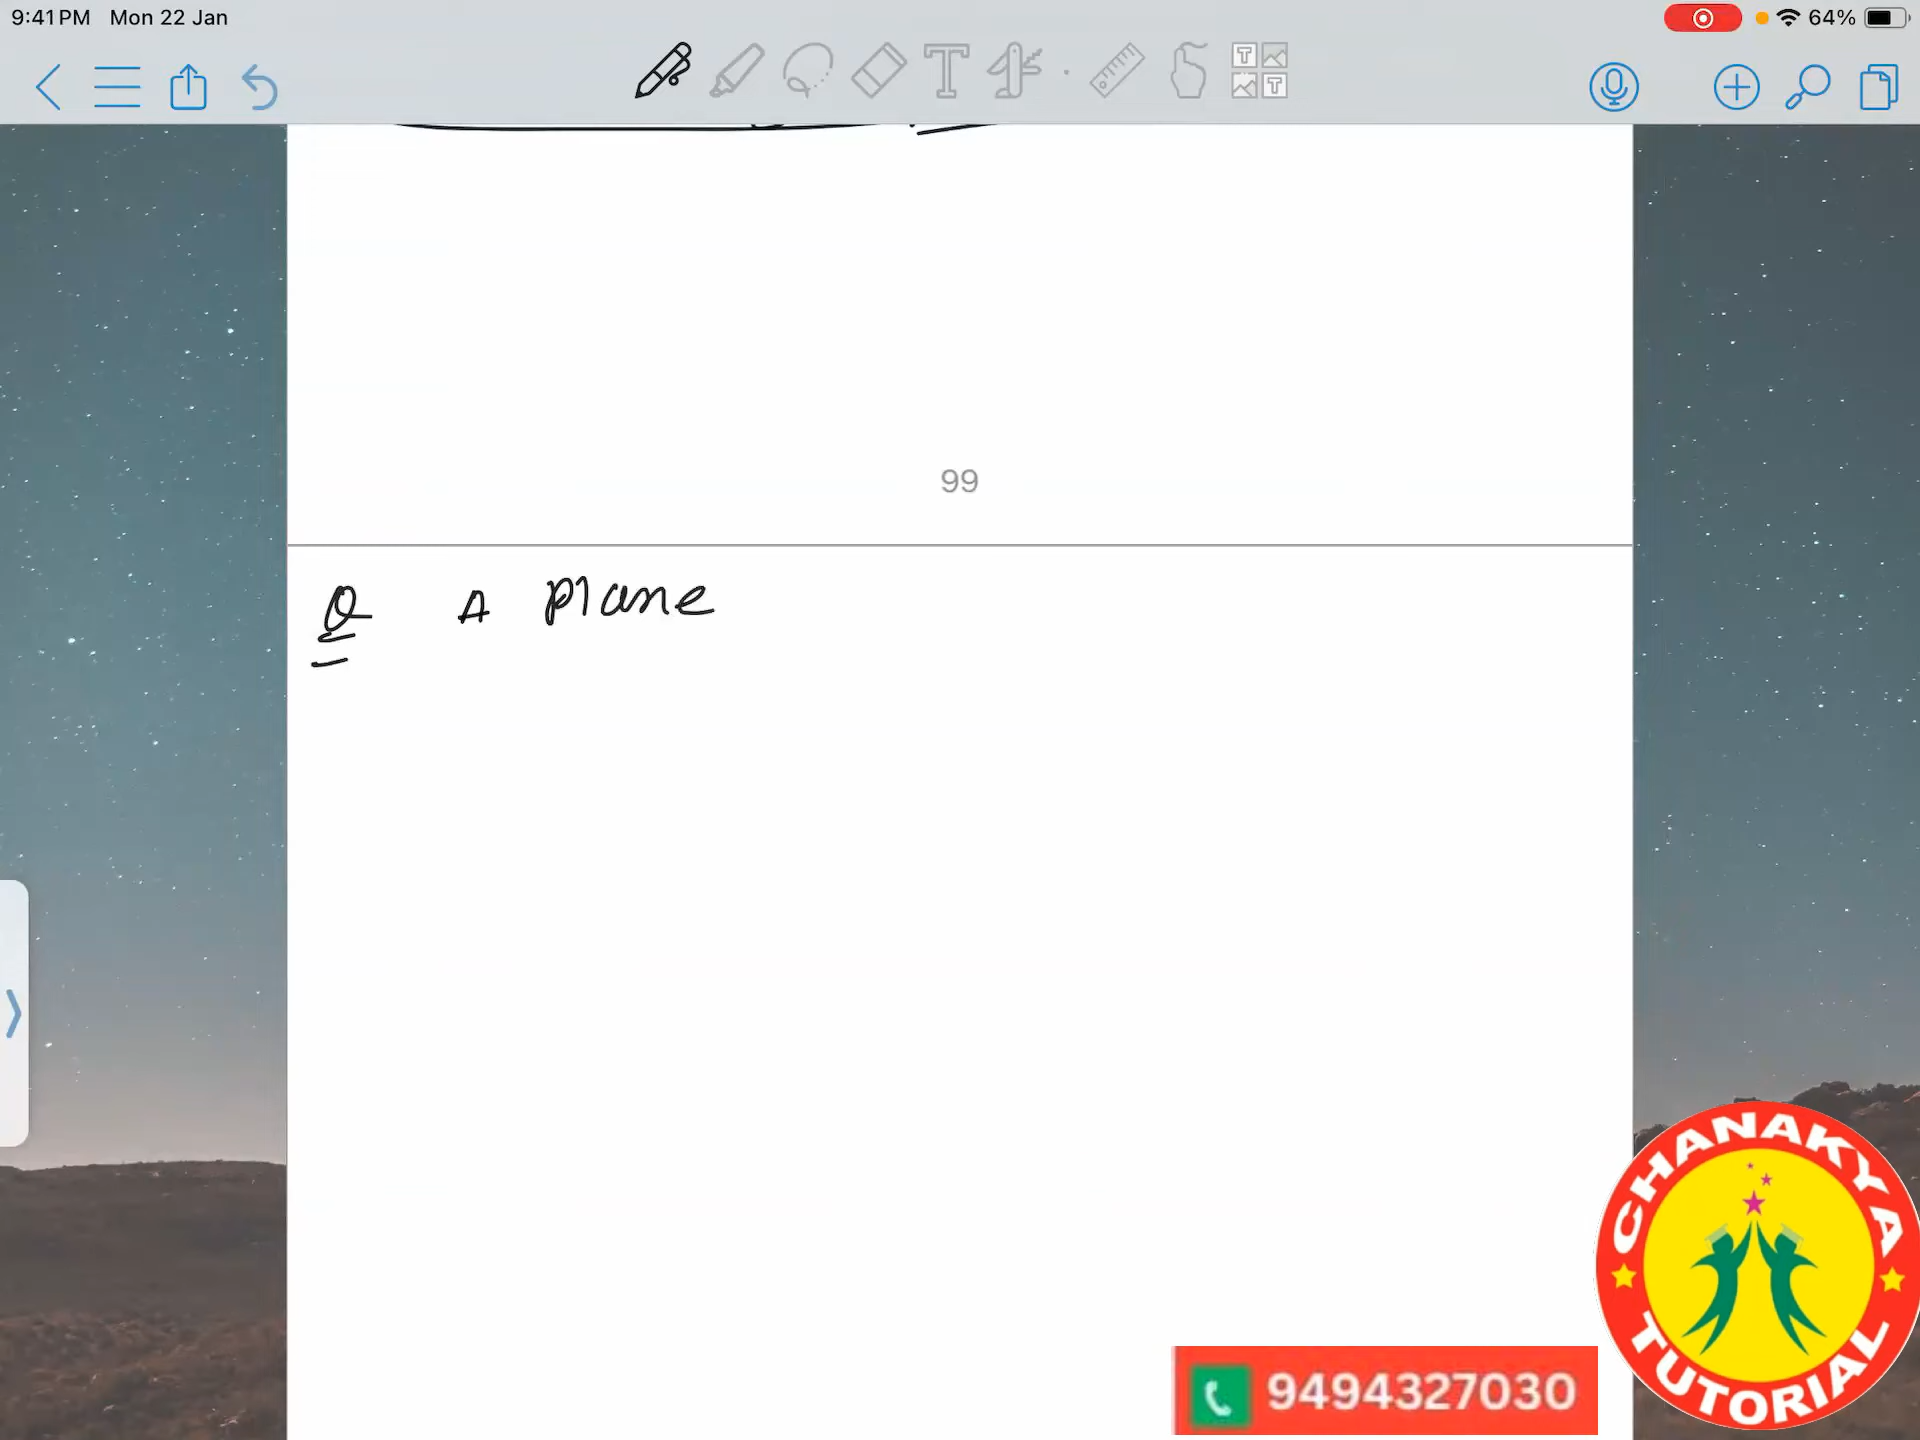 9:41 PM Mon 22 Jan 64%
99
Q A plane
CHANAKYA
TUTORIAL
9494327030